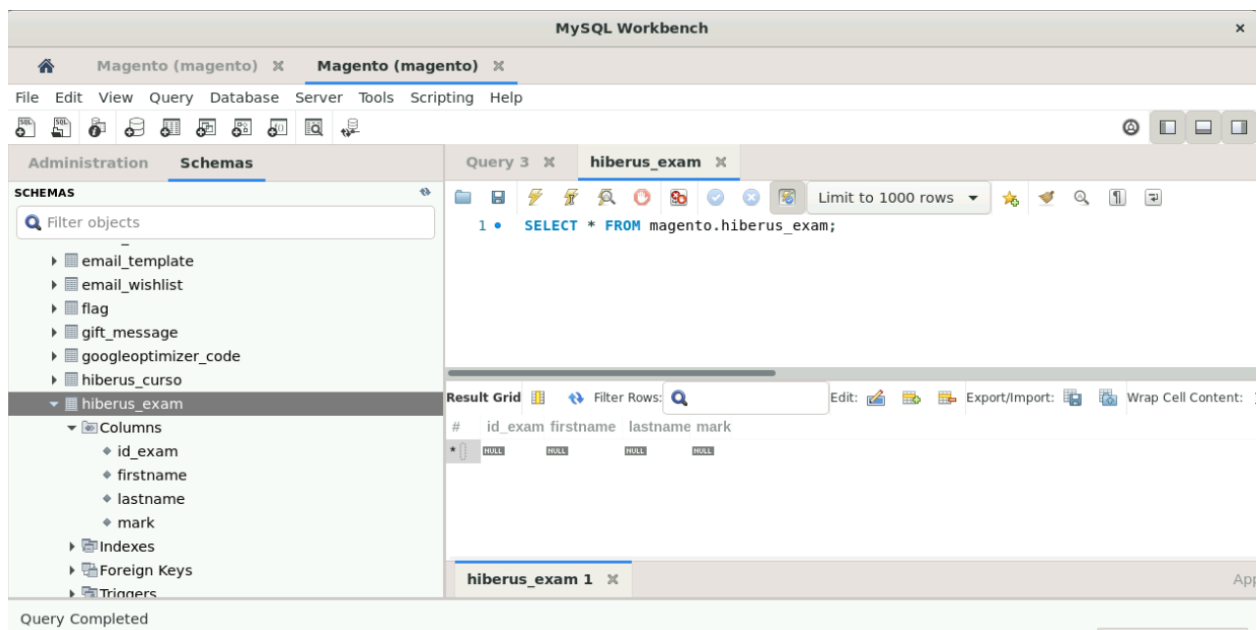 MySQL Workbench
Magento (magento) Magento (magento)
File Edit View Query Database Server Tools Scripting Help
Administration Schemas
Query 3 hiberus_exam
SCHEMAS
Limit to 1000 rows
Filter objects
1 SELECT * FROM magento.hiberus_exam;
email_template
email_wishlist
flag
gift_message
googleoptimizer_code
hiberus_curso
hiberus_exam
Columns
id_exam
firstname
lastname
mark
Indexes
Foreign Keys
Triggers
Result Grid Filter Rows: Edit: Export/Import: Wrap Cell Content:
# id_exam firstname lastname mark
* NULL NULL NULL NULL
hiberus_exam 1 App
Query Completed